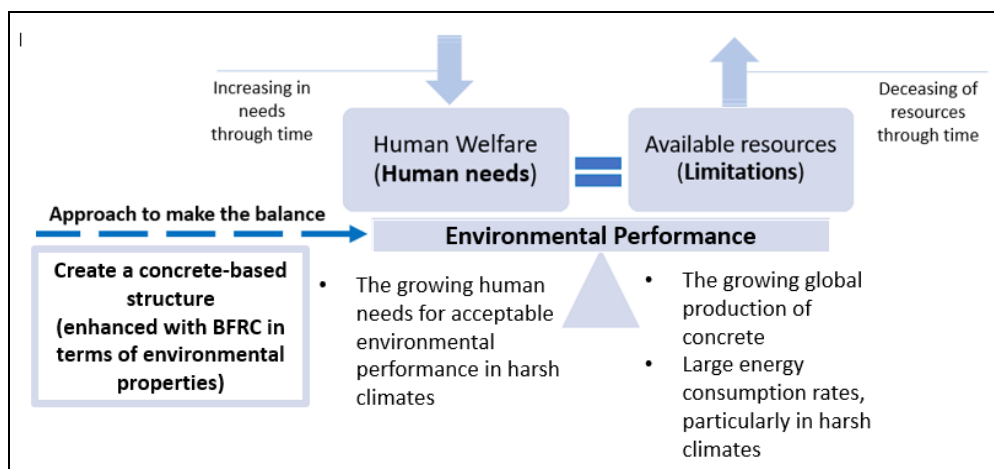 Increasing in
needs
through time
Deceasing of
resources
through time
Human Welfare
(Human needs)
Available resources
(Limitations)
Approach to make the balance
Environmental Performance
Create a concrete-based
structure
(enhanced with BFRC in
terms of environmental
properties)
• The growing human
needs for acceptable
environmental
performance in harsh
climates
• The growing global
production of
concrete
• Large energy
consumption rates,
particularly in harsh
climates